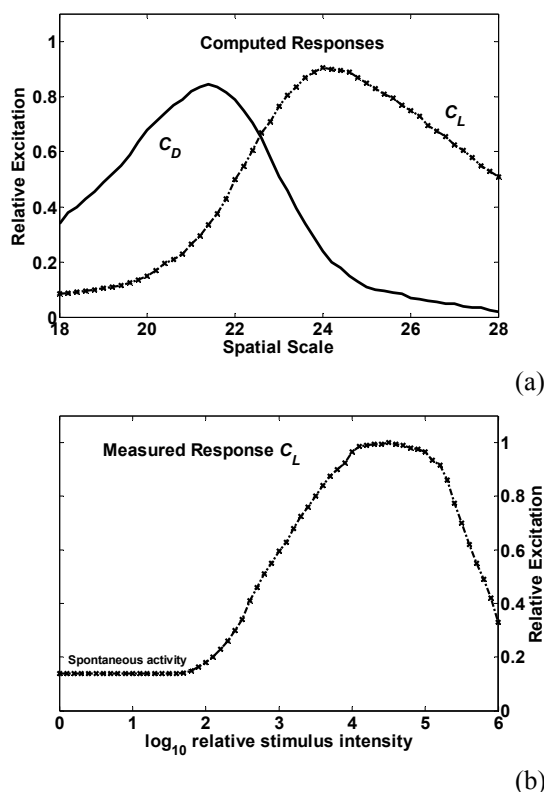 Computed Responses
C_D
C_L
Relative Excitation
1
0.8
0.6
0.4
0.2
0
18
20
22
24
26
28
Spatial Scale
(a)
Measured Response C_L
Spontaneous activity
1
0.8
0.6
0.4
0.2
0
Relative Excitation
0
1
2
3
4
5
6
log10 relative stimulus intensity
(b)